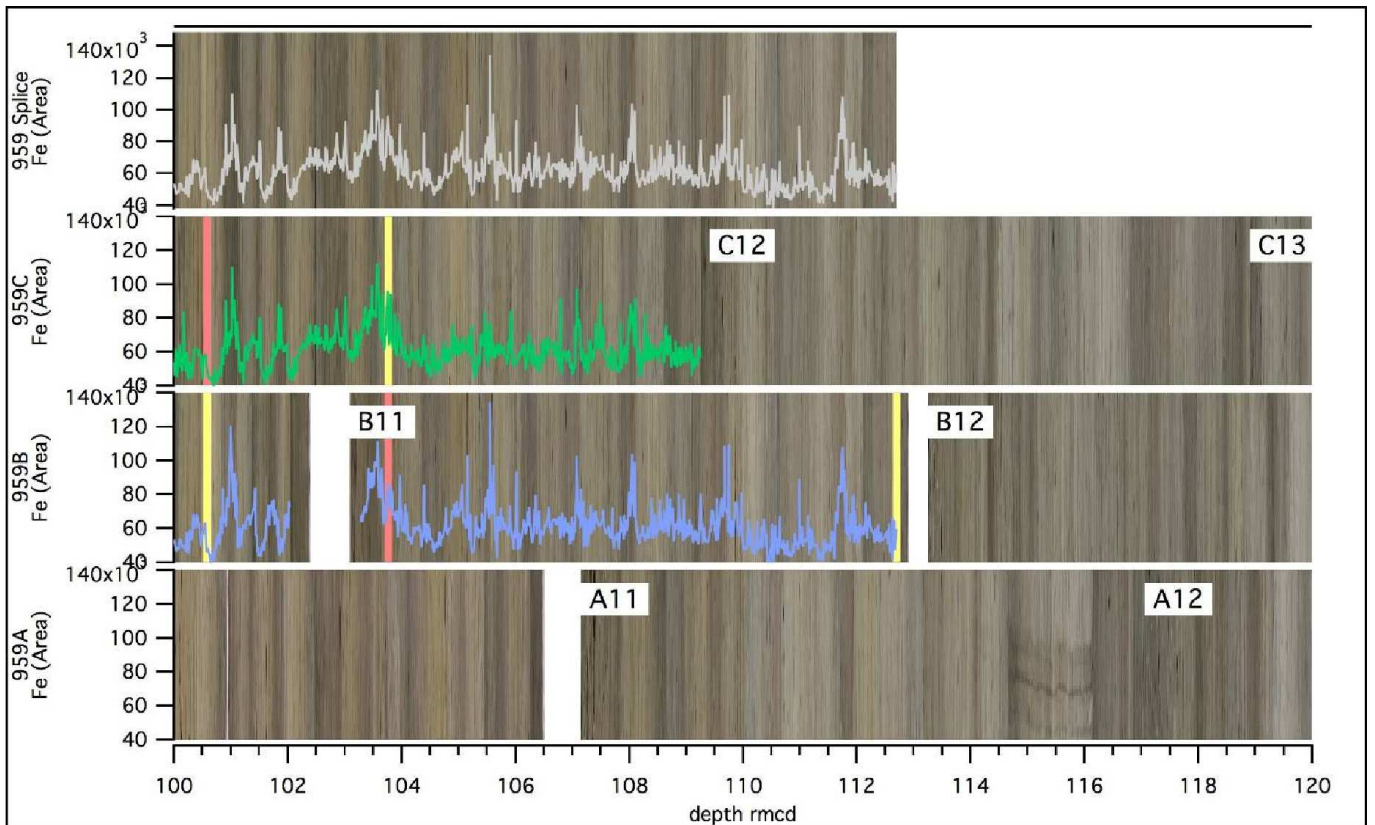 140x10³
120
100
80
60
40
959 Splice
Fe (Area)
140x10³
120
100
80
60
40
959C
Fe (Area)
C12
C13
140x10³
120
100
80
60
40
959B
Fe (Area)
B11
B12
140x10³
120
100
80
60
40
959A
Fe (Area)
A11
A12
100 102 104 106 108 110 112 114 116 118 120
depth rmcd